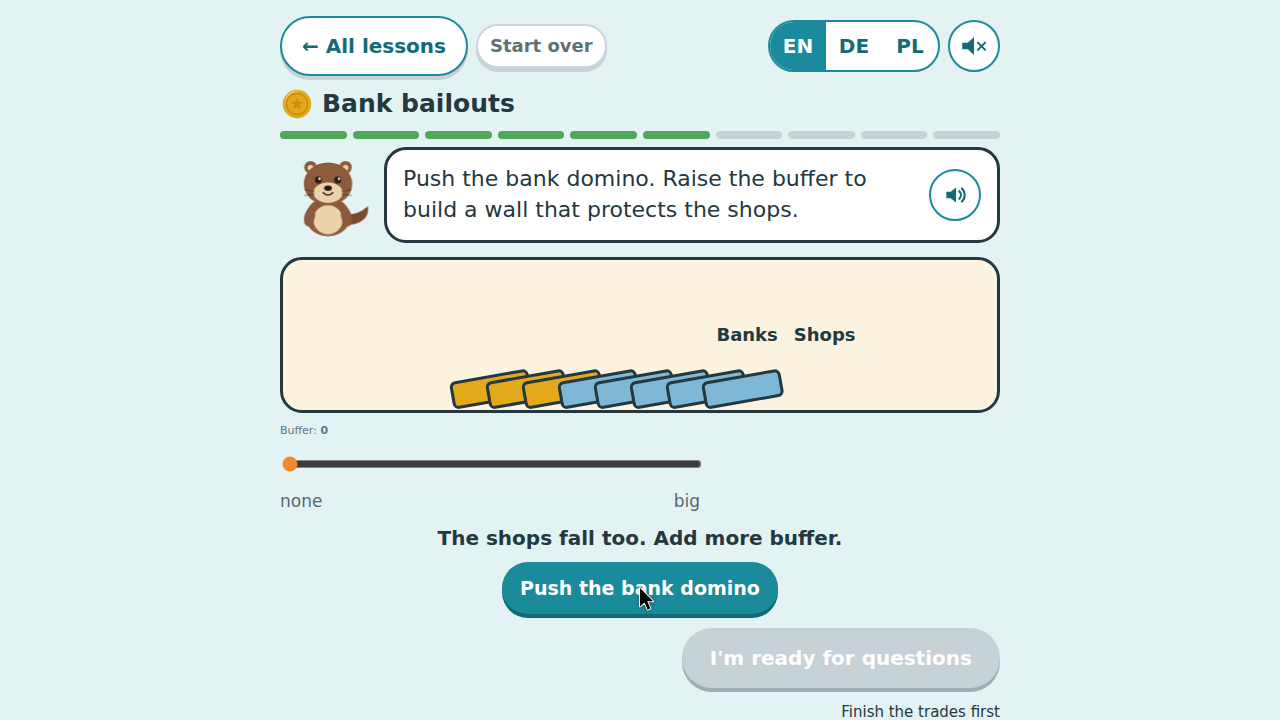 ← All lessons
Start over
EN DE PL
Bank bailouts
Push the bank domino. Raise the buffer to
build a wall that protects the shops.
Banks Shops
Buffer: 0
none big
The shops fall too. Add more buffer.
Push the bank domino
I'm ready for questions
Finish the trades first